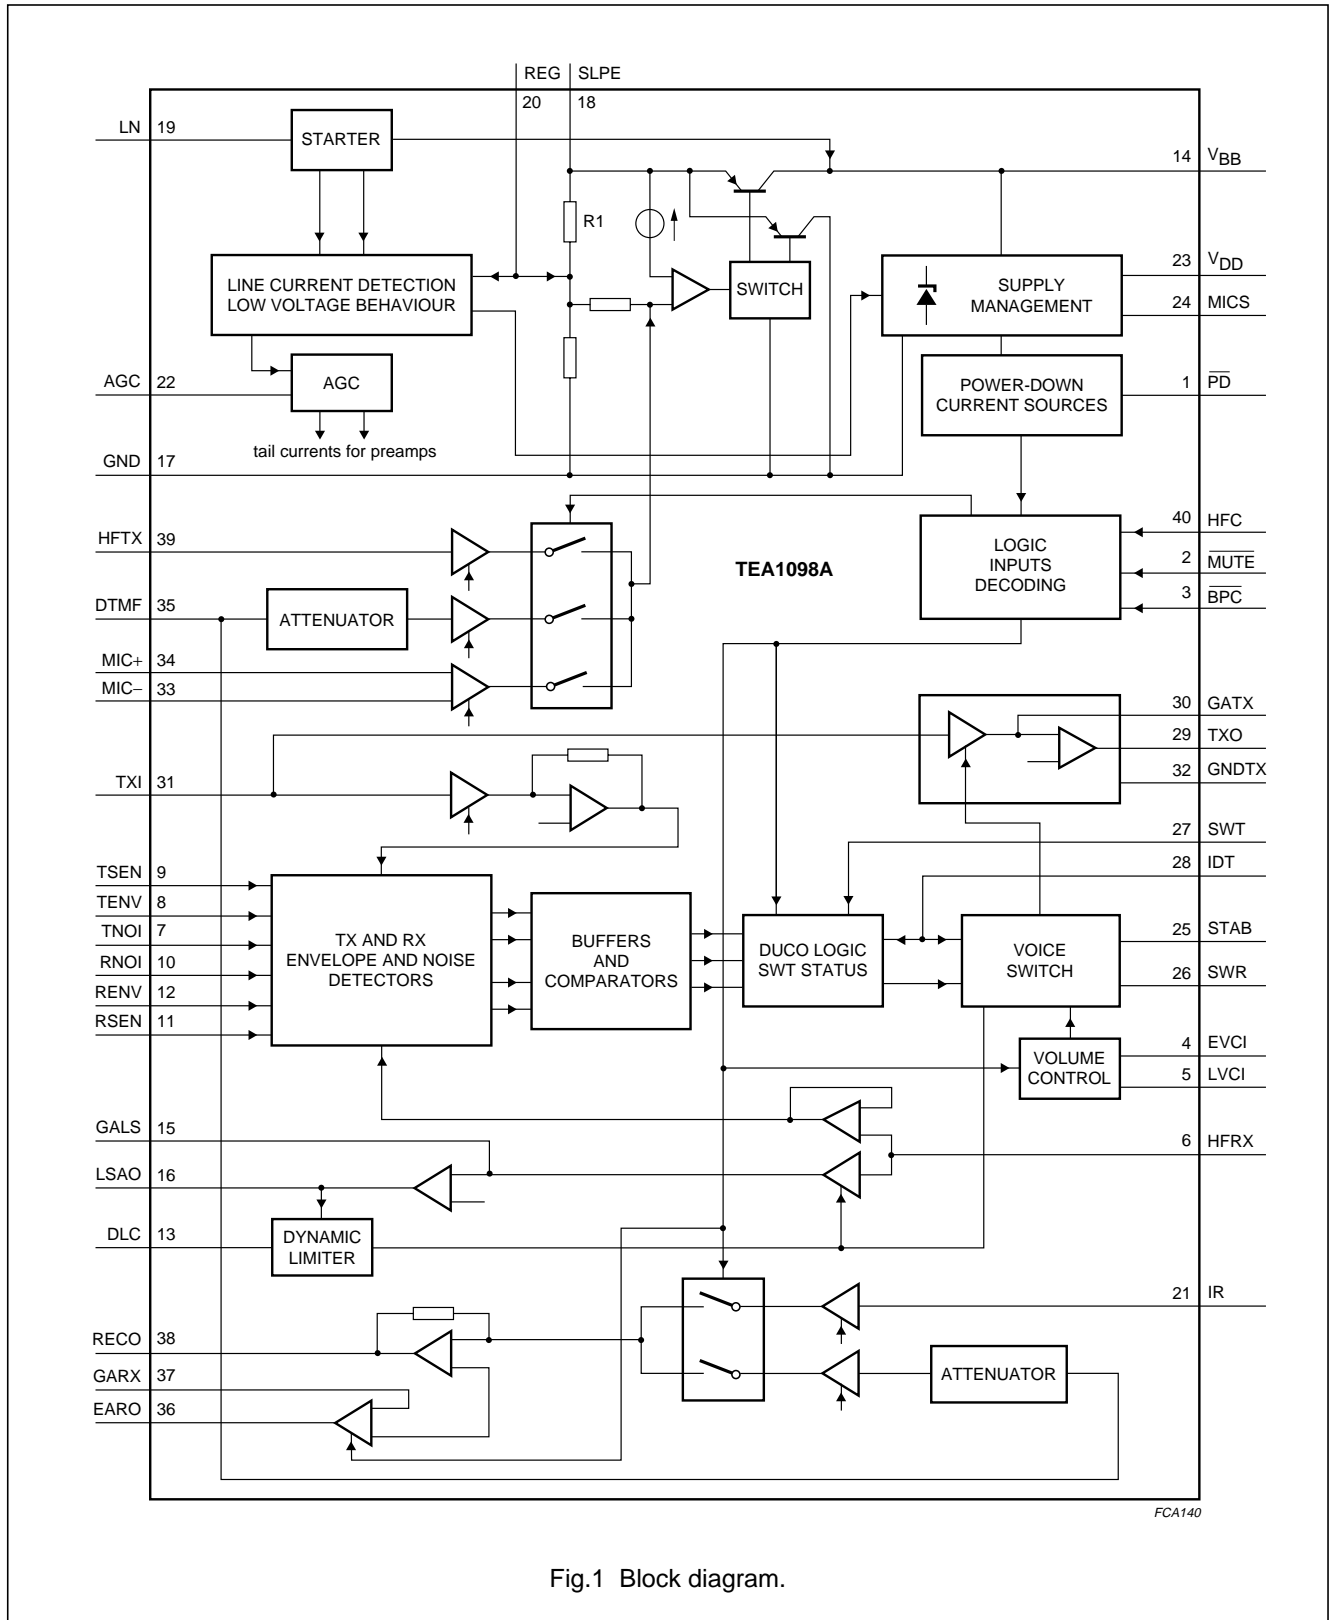 REG SLPE
20 18
LN 19
STARTER
14 VBB
R1
LINE CURRENT DETECTION
LOW VOLTAGE BEHAVIOUR
SWITCH
SUPPLY
MANAGEMENT
23 VDD
24 MICS
AGC 22
AGC
POWER-DOWN
CURRENT SOURCES
1 PD
tail currents for preamps
GND 17
HFTX 39
40 HFC
LOGIC
INPUTS
DECODING
2 MUTE
TEA1098A
3 BPC
DTMF 35
ATTENUATOR
MIC+ 34
MIC− 33
30 GATX
29 TXO
32 GNDTX
TXI 31
27 SWT
28 IDT
TSEN 9
TENV 8
TNOI 7
RNOI 10
RENV 12
RSEN 11
TX AND RX
ENVELOPE AND NOISE
DETECTORS
BUFFERS
AND
COMPARATORS
DUCO LOGIC
SWT STATUS
VOICE
SWITCH
25 STAB
26 SWR
VOLUME
CONTROL
4 EVCI
5 LVCI
GALS 15
6 HFRX
LSAO 16
DLC 13
DYNAMIC
LIMITER
21 IR
RECO 38
GARX 37
EARO 36
ATTENUATOR
FCA140
Fig.1 Block diagram.